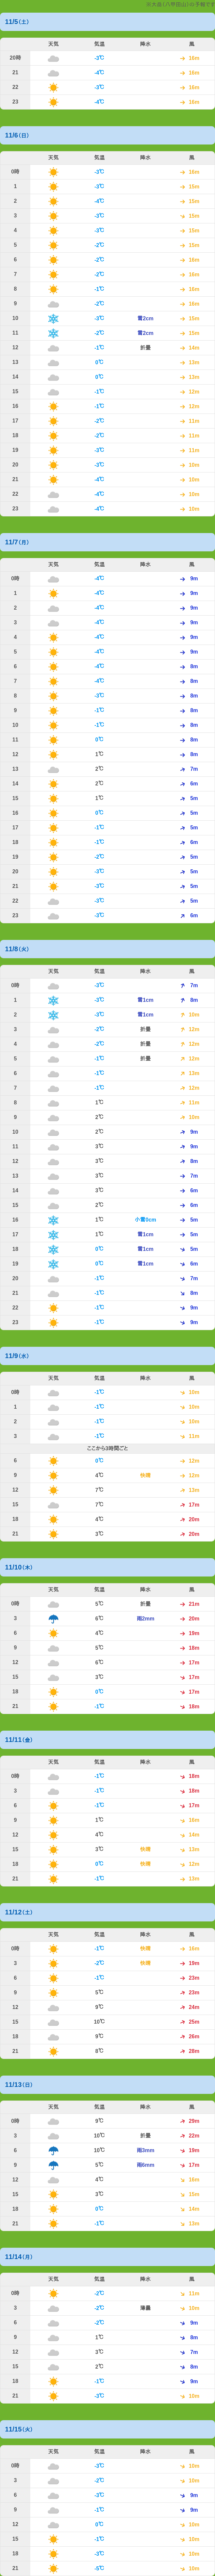 11/5(土)
天気 気温 降水 風
20時 -3℃ → 16m
21 -4℃ → 16m
22 -3℃ → 16m
23 -4℃ → 16m
11/6(日)
天気 気温 降水 風
0時 -3℃ → 16m
1 -3℃ → 15m
2 -4℃ → 15m
3 -3℃ → 15m
4 -3℃ → 15m
5 -2℃ → 15m
6 -2℃ → 16m
7 -2℃ → 16m
8 -1℃ → 16m
9 -2℃ → 16m
10 -3℃ 雪2cm → 15m
11 -2℃ 雪2cm → 15m
12 -1℃ 折曇 → 14m
13 0℃ → 13m
14 0℃ → 13m
15 -1℃ → 12m
16 -1℃ → 12m
17 -2℃ → 11m
18 -2℃ → 11m
19 -3℃ → 11m
20 -3℃ → 10m
21 -4℃ → 10m
22 -4℃ → 10m
23 -4℃ → 10m
11/7(月)
天気 気温 降水 風
0時 -4℃ → 9m
1 -4℃ → 9m
2 -4℃ → 9m
3 -4℃ → 9m
4 -4℃ → 9m
5 -4℃ → 9m
6 -4℃ → 8m
7 -4℃ → 8m
8 -3℃ → 8m
9 -1℃ → 8m
10 -1℃ → 8m
11 0℃ → 8m
12 1℃ → 8m
13 2℃ 7m
14 2℃ 6m
15 1℃ 5m
16 0℃ 5m
17 -1℃ 5m
18 -1℃ 6m
19 -2℃ 5m
20 -3℃ 5m
21 -3℃ 5m
22 -3℃ 5m
23 -3℃ 6m
11/8(火)
天気 気温 降水 風
0時 -3℃ 7m
1 -3℃ 雪1cm 8m
2 -3℃ 雪1cm 10m
3 -2℃ 折曇 12m
4 -2℃ 折曇 12m
5 -1℃ 折曇 12m
6 -1℃ 13m
7 -1℃ 12m
8 1℃ 11m
9 2℃ 10m
10 2℃ 9m
11 3℃ 9m
12 3℃ 8m
13 3℃ → 7m
14 3℃ → 6m
15 2℃ → 6m
16 1℃ 小雪0cm → 5m
17 1℃ 雪1cm → 5m
18 0℃ 雪1cm 5m
19 0℃ 雪1cm 6m
20 -1℃ 7m
21 -1℃ 8m
22 -1℃ 9m
23 -1℃ 9m
11/9(水)
天気 気温 降水 風
0時 -1℃ 10m
1 -1℃ 10m
2 -1℃ 10m
3 -1℃ 11m
ここから3時間ごと
6 0℃ → 12m
9 4℃ 快晴 → 12m
12 7℃ 13m
15 7℃ 17m
18 4℃ 20m
21 3℃ 20m
11/10(木)
天気 気温 降水 風
0時 5℃ 折曇 → 21m
3 6℃ 雨2mm → 20m
6 4℃ → 19m
9 5℃ → 18m
12 6℃ → 17m
15 3℃ 17m
18 0℃ 17m
21 -1℃ 18m
11/11(金)
天気 気温 降水 風
0時 -1℃ 18m
3 -1℃ 18m
6 -1℃ 17m
9 1℃ 16m
12 4℃ 14m
15 3℃ 快晴 13m
18 0℃ 快晴 12m
21 -1℃ → 13m
11/12(土)
天気 気温 降水 風
0時 -1℃ 快晴 → 16m
3 -2℃ 快晴 → 19m
6 -1℃ → 23m
9 5℃ 23m
12 9℃ 24m
15 10℃ 25m
18 9℃ 26m
21 8℃ 28m
11/13(日)
天気 気温 降水 風
0時 9℃ 29m
3 10℃ 折曇 22m
6 10℃ 雨3mm 19m
9 5℃ 雨6mm 17m
12 4℃ 16m
15 3℃ 15m
18 0℃ 14m
21 -1℃ 13m
11/14(月)
天気 気温 降水 風
0時 -2℃ 11m
3 -2℃ 薄曇 10m
6 -2℃ 9m
9 1℃ 8m
12 3℃ 7m
15 2℃ 8m
18 -1℃ 9m
21 -3℃ 10m
11/15(火)
天気 気温 降水 風
0時 -3℃ 10m
3 -2℃ 10m
6 -3℃ 9m
9 -1℃ 9m
12 0℃ 10m
15 -1℃ 10m
18 -3℃ 10m
21 -5℃ 10m